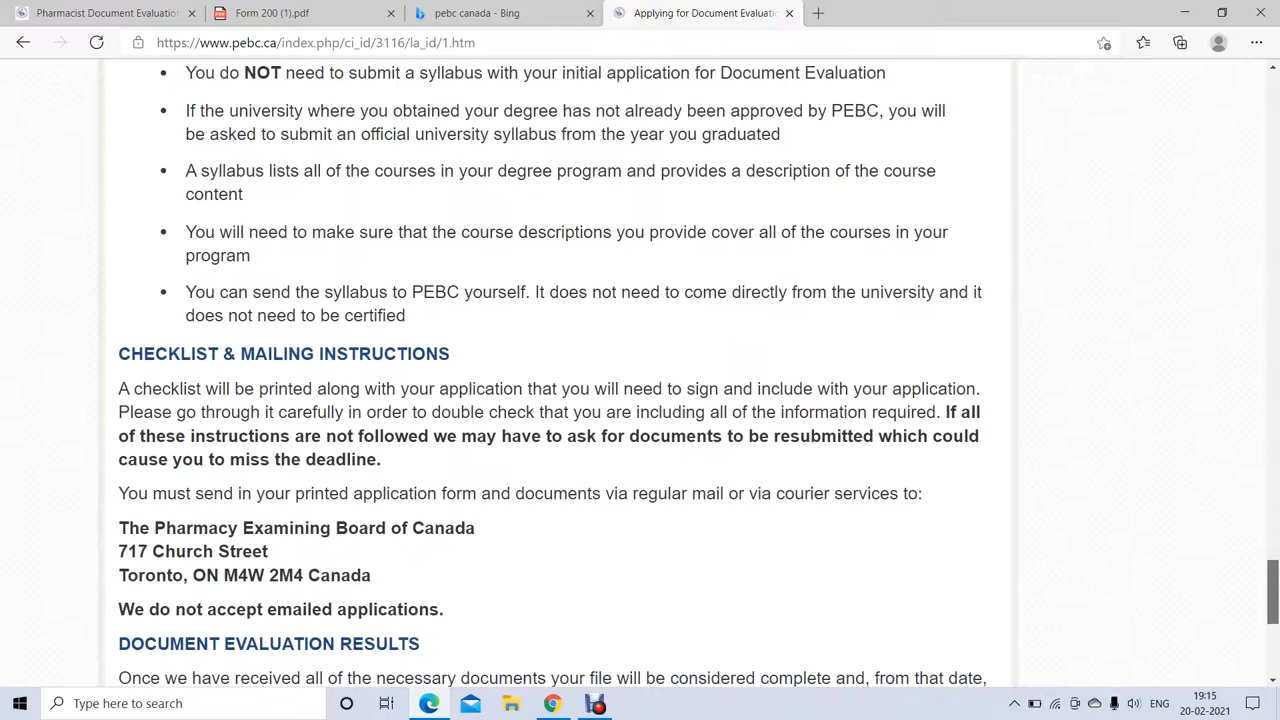 Pharmacist Document Evaluation
Form 200 (1).pdf
pebc canada - Bing
Applying for Document Evaluatio
https://www.pebc.ca/index.php/ci_id/3116/la_id/1.htm
• You do NOT need to submit a syllabus with your initial application for Document Evaluation
• If the university where you obtained your degree has not already been approved by PEBC, you will
be asked to submit an official university syllabus from the year you graduated
• A syllabus lists all of the courses in your degree program and provides a description of the course
content
• You will need to make sure that the course descriptions you provide cover all of the courses in your
program
• You can send the syllabus to PEBC yourself. It does not need to come directly from the university and it
does not need to be certified
CHECKLIST & MAILING INSTRUCTIONS
A checklist will be printed along with your application that you will need to sign and include with your application.
Please go through it carefully in order to double check that you are including all of the information required. If all
of these instructions are not followed we may have to ask for documents to be resubmitted which could
cause you to miss the deadline.
You must send in your printed application form and documents via regular mail or via courier services to:
The Pharmacy Examining Board of Canada
717 Church Street
Toronto, ON M4W 2M4 Canada
We do not accept emailed applications.
DOCUMENT EVALUATION RESULTS
Once we have received all of the necessary documents your file will be considered complete and, from that date,
Type here to search
ENG
19:15
20-02-2021